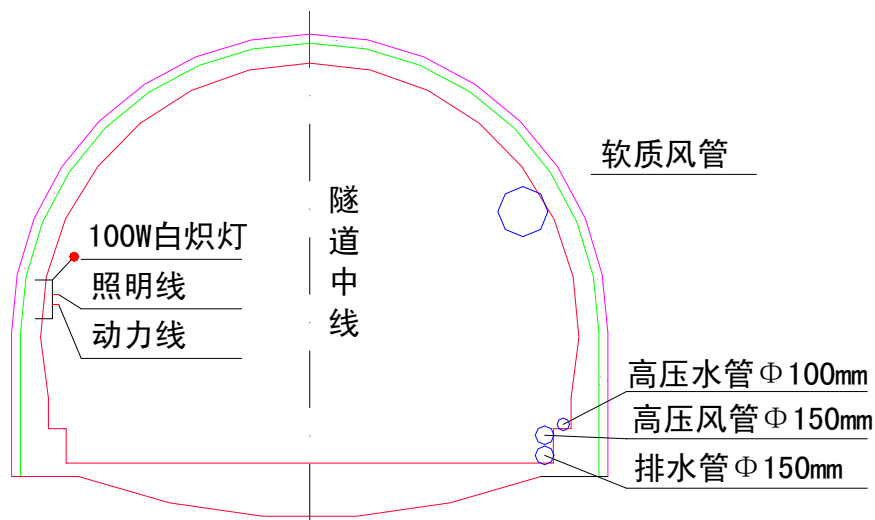 软质风管
隧道中线
100W白炽灯
照明线
动力线
高压水管Φ100mm
高压风管Φ150mm
排水管Φ150mm